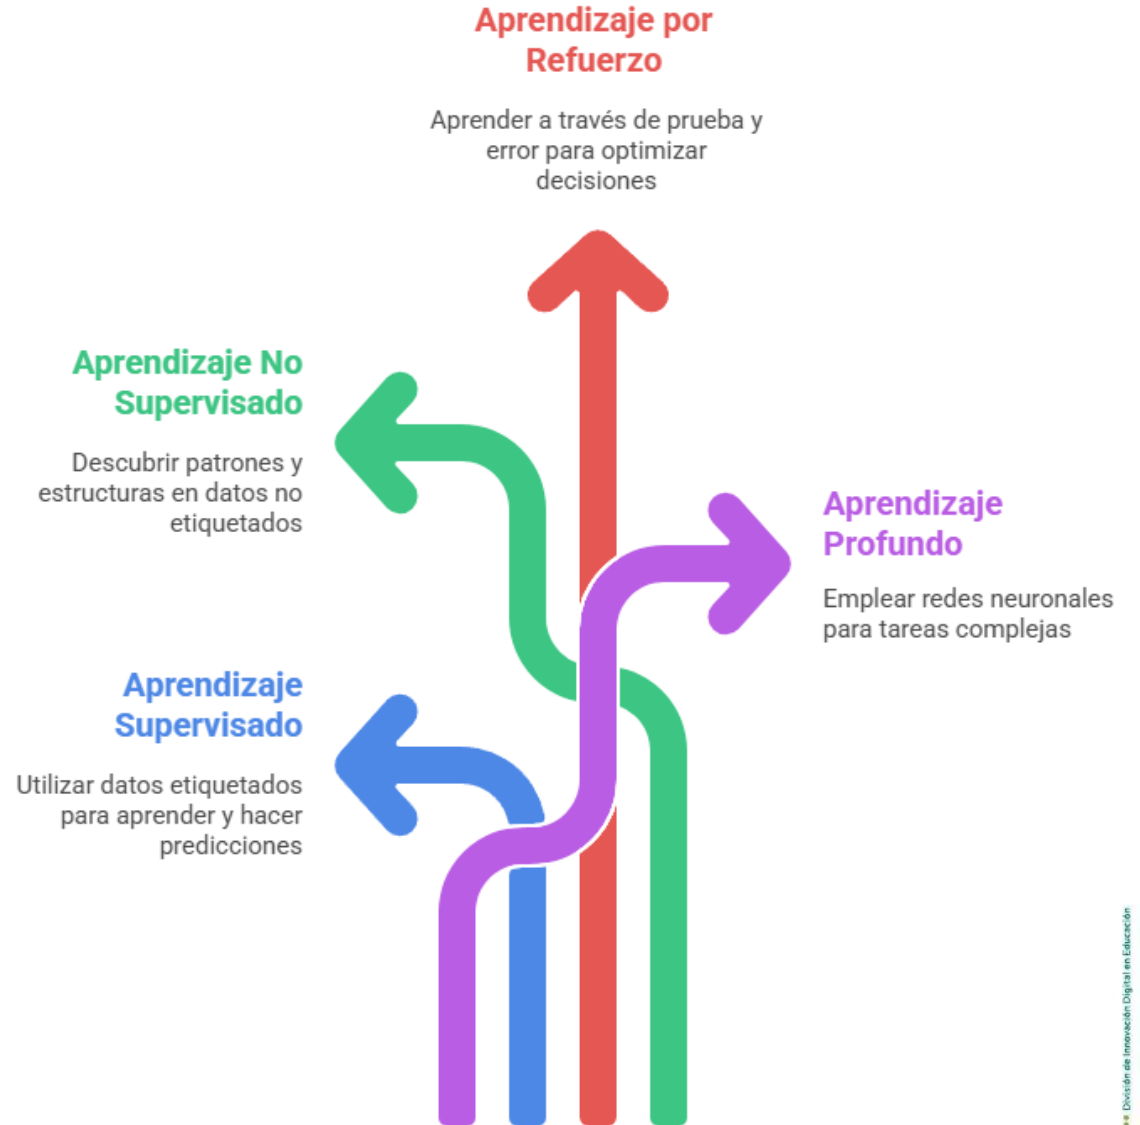 Aprendizaje por
Refuerzo
Aprender a través de prueba y
error para optimizar
decisiones
Aprendizaje No
Supervisado
Descubrir patrones y
estructuras en datos no
etiquetados
Aprendizaje
Profundo
Emplear redes neuronales
para tareas complejas
Aprendizaje
Supervisado
Utilizar datos etiquetados
para aprender y hacer
predicciones
División de Innovación Digital en Educación